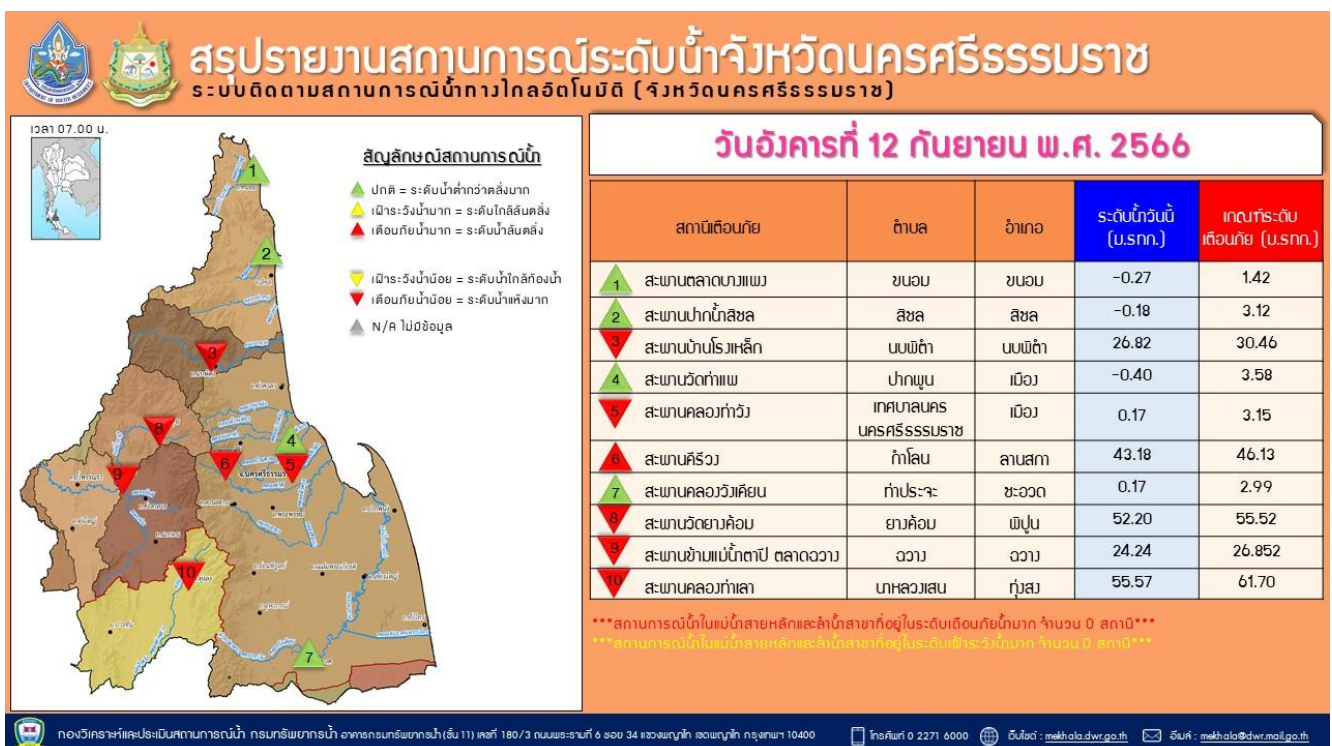 สรุปรายงานสถานการณ์ระดับน้ำจังหวัดนครศรีธรรมราช
ระบบติดตามสถานการณ์น้ำทางไกลอัตโนมัติ (จังหวัดนครศรีธรรมราช)
เวลา 07.00 น.
สัญลักษณ์สถานการณ์น้ำ
ปกติ = ระดับน้ำต่ำกว่าตลิ่งมาก
เฝ้าระวังน้ำมาก = ระดับใกล้ล้นตลิ่ง
เตือนภัยน้ำมาก = ระดับน้ำล้นตลิ่ง
เฝ้าระวังน้ำน้อย = ระดับน้ำใกล้ท้องน้ำ
เตือนภัยน้ำน้อย = ระดับน้ำแห้งมาก
N/A ไม่มีข้อมูล
1
2
3
8
4
9
6
5
10
7
วันอังคารที่ 12 กันยายน พ.ศ. 2566
สถานีเตือนภัย ตำบล อำเภอ ระดับน้ำวันนี้ (ม.รทก.) เกณฑ์ระดับเตือนภัย (ม.รทก.)
1 สะพานตลาดบางแพง ขนอม ขนอม -0.27 1.42
2 สะพานปากน้ำสิชล สิชล สิชล -0.18 3.12
3 สะพานบ้านโรงเหล็ก นบพิตำ นบพิตำ 26.82 30.46
4 สะพานวัดท่าแพ ปากพูน เมือง -0.40 3.58
5 สะพานคลองท่าวัง เทศบาลนครนครศรีธรรมราช เมือง 0.17 3.15
6 สะพานคีรีวง กำโลน ลานสกา 43.18 46.13
7 สะพานคลองวังเคียน ท่าประจะ ชะอวด 0.17 2.99
8 สะพานวัดยางค้อม ยางค้อม พิปูน 52.20 55.52
9 สะพานข้ามแม่น้ำตาปี ตลาดฉวาง ฉวาง ฉวาง 24.24 26.852
10 สะพานคลองท่าเลา นาหลวงเสน ทุ่งสง 55.57 61.70
***สถานการณ์น้ำในแม่น้ำสายหลักและลำน้ำสาขาที่อยู่ในระดับเตือนภัยน้ำมาก จำนวน 0 สถานี***
***สถานการณ์น้ำในแม่น้ำสายหลักและลำน้ำสาขาที่อยู่ในระดับเฝ้าระวังน้ำมาก จำนวน 0 สถานี***
กองวิเคราะห์และประเมินสถานการณ์น้ำ กรมทรัพยากรน้ำ อาคารกรมทรัพยากรน้ำ(ชั้น 11) เลขที่ 180/3 ถนนพระรามที่ 6 ซอย 34 แขวงพญาไท เขตพญาไท กรุงเทพฯ 10400 โทรศัพท์ 0 2271 6000 เว็บไซต์ : mekhala.dwr.go.th อีเมล์ : mekhala@dwr.mail.go.th